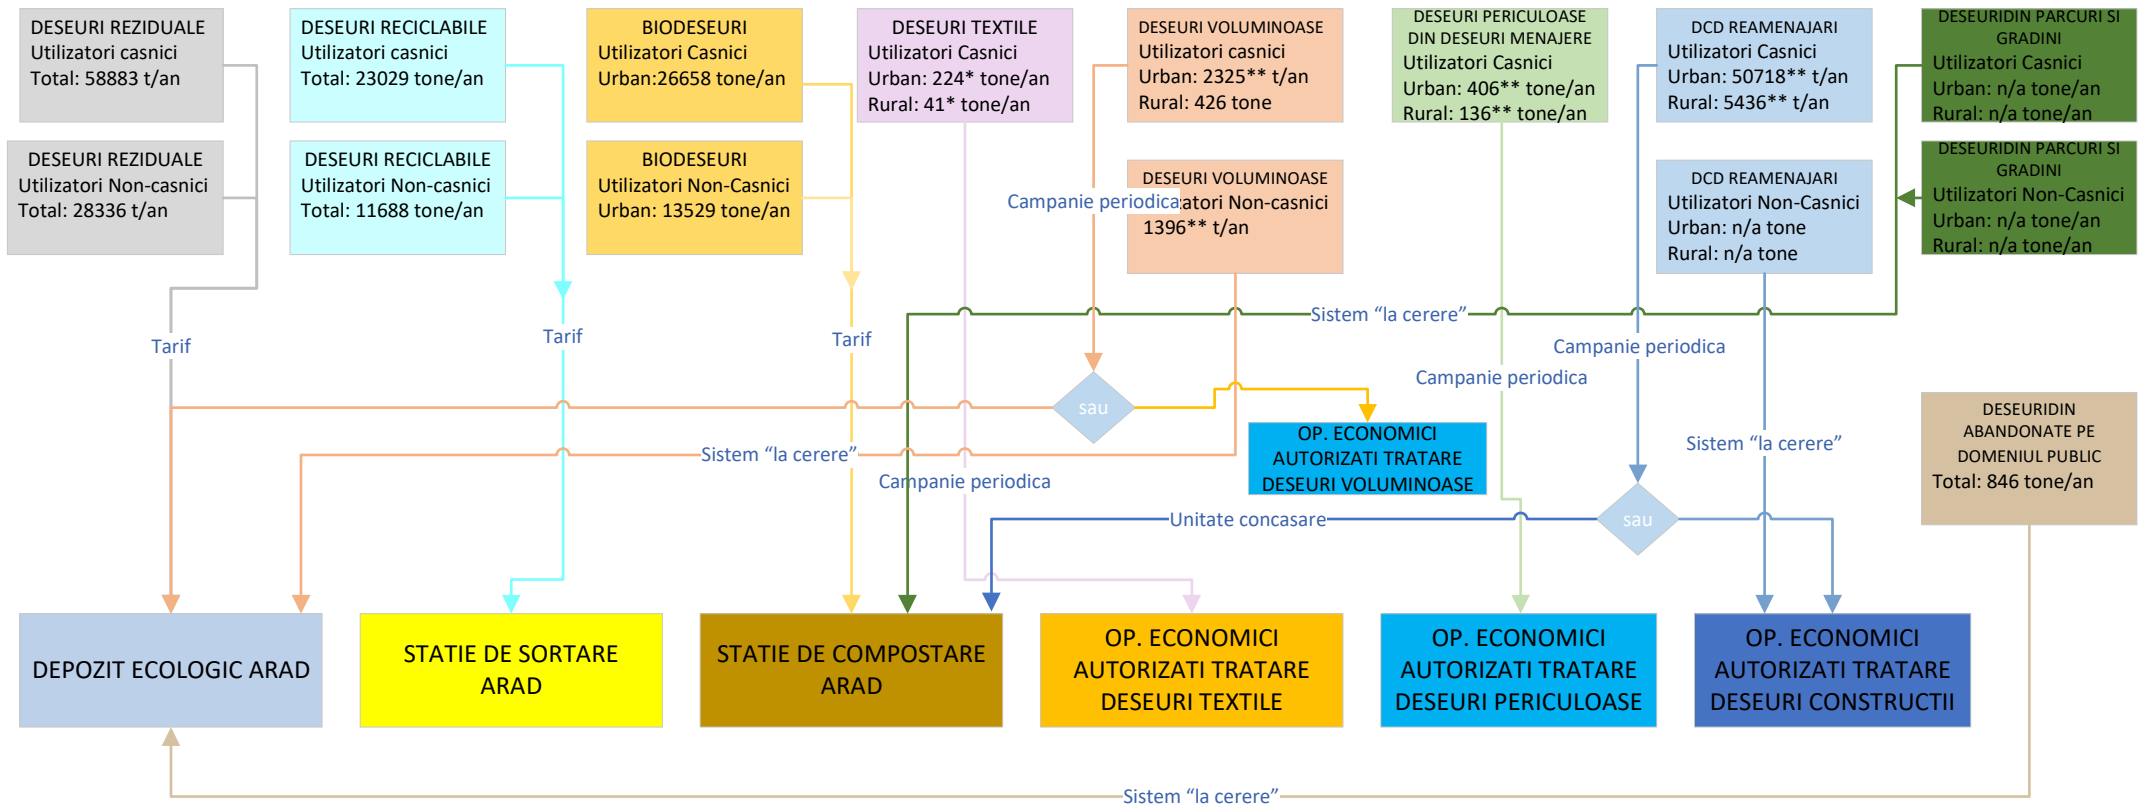 DESEURI REZIDUALE
Utilizatori casnici
Total: 58883 t/an
DESEURI RECICLABILE
Utilizatori casnici
Total: 23029 tone/an
BIODESEURI
Utilizatori Casnici
Urban:26658 tone/an
DESEURI TEXTILE
Utilizatori Casnici
Urban: 224* tone/an
Rural: 41* tone/an
DESEURI VOLUMINOASE
Utilizatori casnici
Urban: 2325** t/an
Rural: 426 tone
DESEURI PERICULOASE
DIN DESEURI MENAJERE
Utilizatori Casnici
Urban: 406** tone/an
Rural: 136** tone/an
DCD REAMENAJARI
Utilizatori Casnici
Urban: 50718** t/an
Rural: 5436** t/an
DESEURIDIN PARCURI SI
GRADINI
Utilizatori Casnici
Urban: n/a tone/an
Rural: n/a tone/an
DESEURI REZIDUALE
Utilizatori Non-casnici
Total: 28336 t/an
DESEURI RECICLABILE
Utilizatori Non-casnici
Total: 11688 tone/an
BIODESEURI
Utilizatori Non-Casnici
Urban: 13529 tone/an
DESEURI VOLUMINOASE
zatori Non-casnici
1396** t/an
DCD REAMENAJARI
Utilizatori Non-Casnici
Urban: n/a tone
Rural: n/a tone
DESEURIDIN PARCURI SI
GRADINI
Utilizatori Non-Casnici
Urban: n/a tone/an
Rural: n/a tone/an
Campanie periodica
Sistem “la cerere”
Tarif
Tarif
Tarif
Campanie periodica
Campanie periodica
sau
OP. ECONOMICI
AUTORIZATI TRATARE
DESEURI VOLUMINOASE
DESEURIDIN
ABANDONATE PE
DOMENIUL PUBLIC
Total: 846 tone/an
Sistem “la cerere”
Sistem “la cerere”
Campanie periodica
Unitate concasare
sau
DEPOZIT ECOLOGIC ARAD
STATIE DE SORTARE
ARAD
STATIE DE COMPOSTARE
ARAD
OP. ECONOMICI
AUTORIZATI TRATARE
DESEURI TEXTILE
OP. ECONOMICI
AUTORIZATI TRATARE
DESEURI PERICULOASE
OP. ECONOMICI
AUTORIZATI TRATARE
DESEURI CONSTRUCTII
Sistem “la cerere”